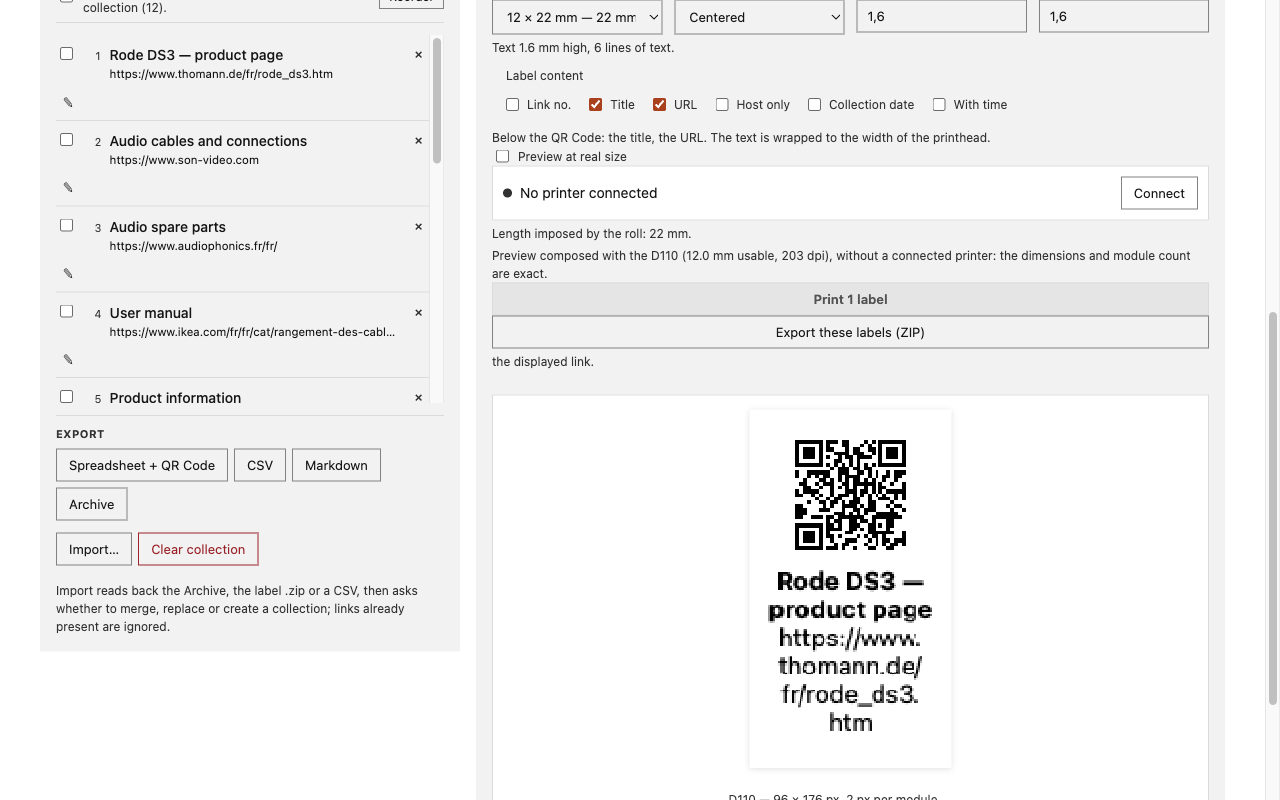 collection (12).
1 Rode DS3 — product page ×
https://www.thomann.de/fr/rode_ds3.htm
✎
2 Audio cables and connections ×
https://www.son-video.com
✎
3 Audio spare parts ×
https://www.audiophonics.fr/fr/
✎
4 User manual ×
https://www.ikea.com/fr/fr/cat/rangement-des-cabl...
✎
5 Product information ×
EXPORT
Spreadsheet + QR Code CSV Markdown
Archive
Import... Clear collection
Import reads back the Archive, the label .zip or a CSV, then asks
whether to merge, replace or create a collection; links already
present are ignored.
12 × 22 mm — 22 mm Centered 1,6 1,6
Text 1.6 mm high, 6 lines of text.
Label content
Link no. Title URL Host only Collection date With time
Below the QR Code: the title, the URL. The text is wrapped to the width of the printhead.
Preview at real size
No printer connected Connect
Length imposed by the roll: 22 mm.
Preview composed with the D110 (12.0 mm usable, 203 dpi), without a connected printer: the dimensions and module count
are exact.
Print 1 label
Export these labels (ZIP)
the displayed link.
Rode DS3 —
product page
https://www.
thomann.de/
fr/rode_ds3.
htm
D110 — 96 × 176 px, 2 px per module